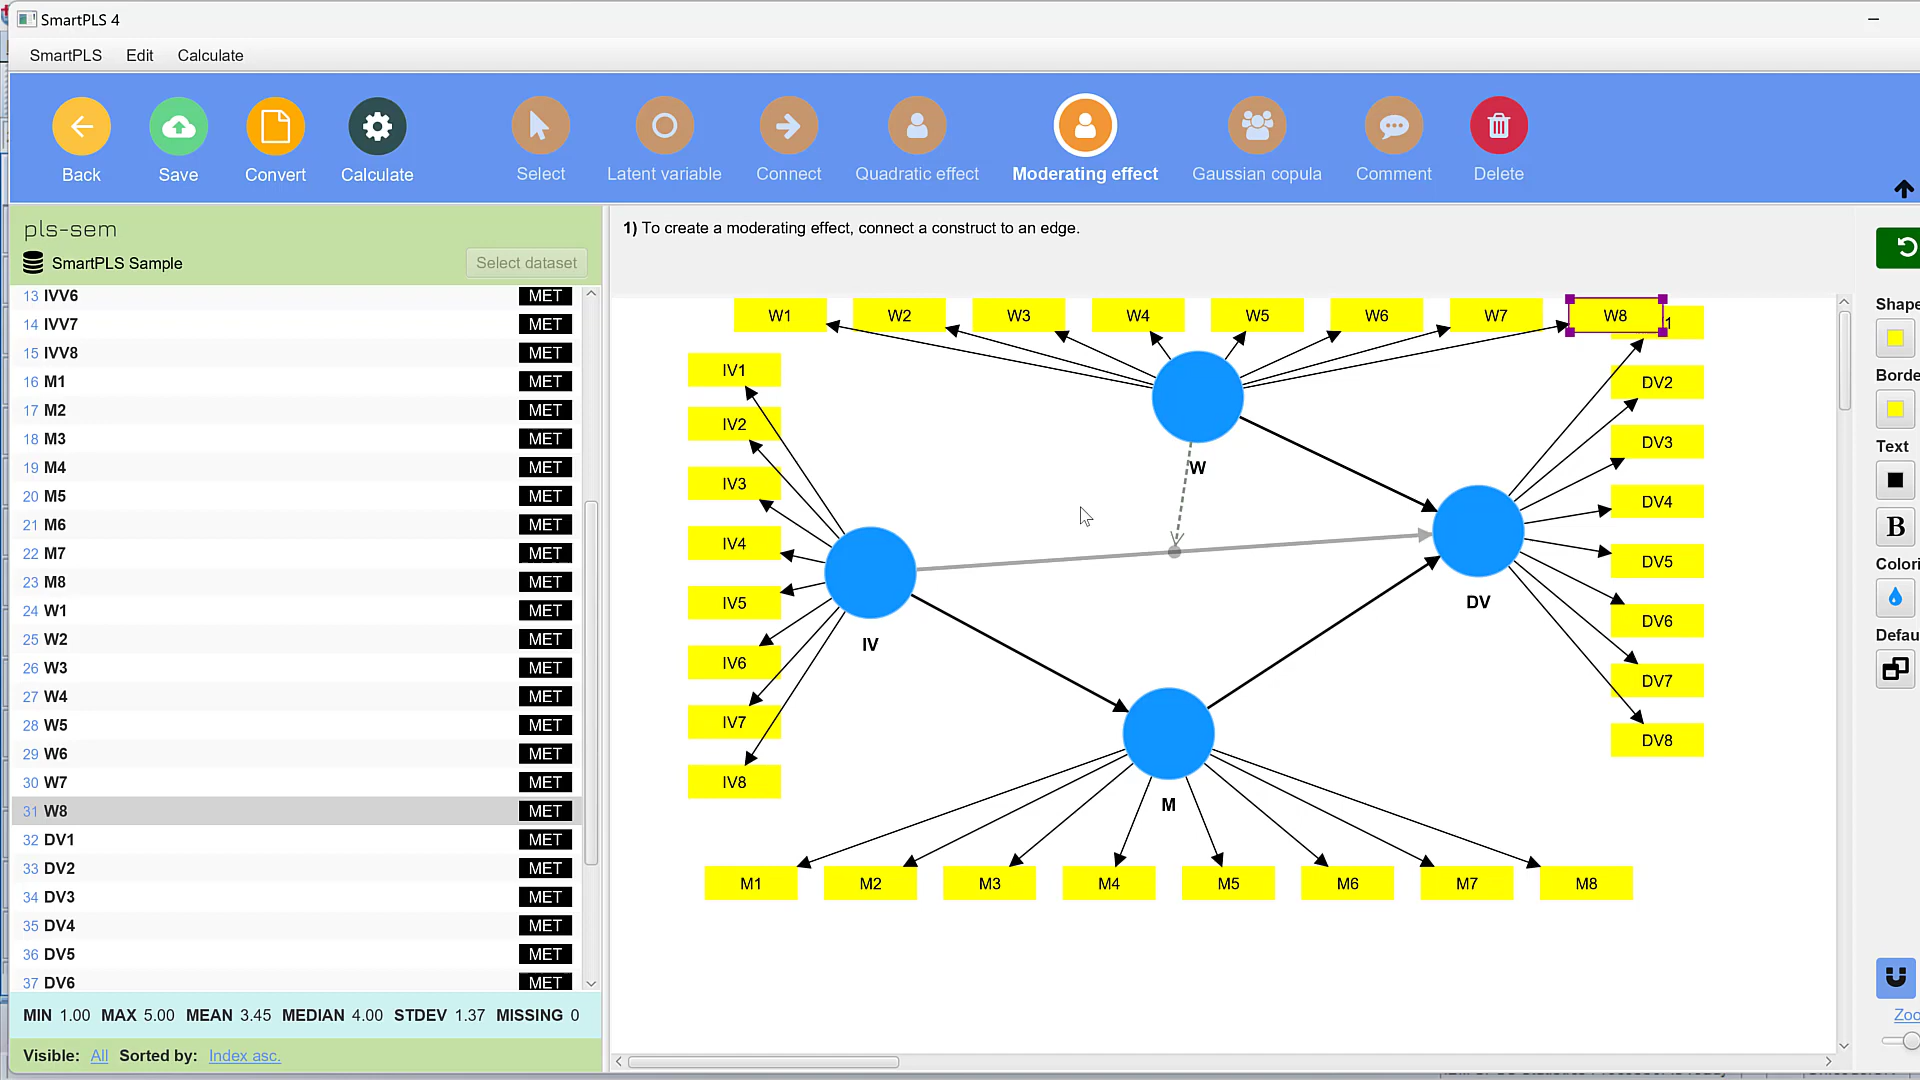 SmartPLS 4
SmartPLS Edit Calculate
Back Save Convert Calculate Select Latent variable Connect Quadratic effect Moderating effect Gaussian copula Comment Delete
pls-sem
SmartPLS Sample Select dataset
13 IVV6 MET
14 IVV7 MET
15 IVV8 MET
16 M1 MET
17 M2 MET
18 M3 MET
19 M4 MET
20 M5 MET
21 M6 MET
22 M7 MET
23 M8 MET
24 W1 MET
25 W2 MET
26 W3 MET
27 W4 MET
28 W5 MET
29 W6 MET
30 W7 MET
31 W8 MET
32 DV1 MET
33 DV2 MET
34 DV3 MET
35 DV4 MET
36 DV5 MET
37 DV6 MET
MIN 1.00 MAX 5.00 MEAN 3.45 MEDIAN 4.00 STDEV 1.37 MISSING 0
Visible: All Sorted by: Index asc.
1) To create a moderating effect, connect a construct to an edge.
W1 W2 W3 W4 W5 W6 W7 W8 1
IV1
IV2
IV3
IV4
IV5
IV6
IV7
IV8
W
IV
DV
M
DV2
DV3
DV4
DV5
DV6
DV7
DV8
M1 M2 M3 M4 M5 M6 M7 M8
Shape
Borde
Text
B
Colori
Defau
Zoo